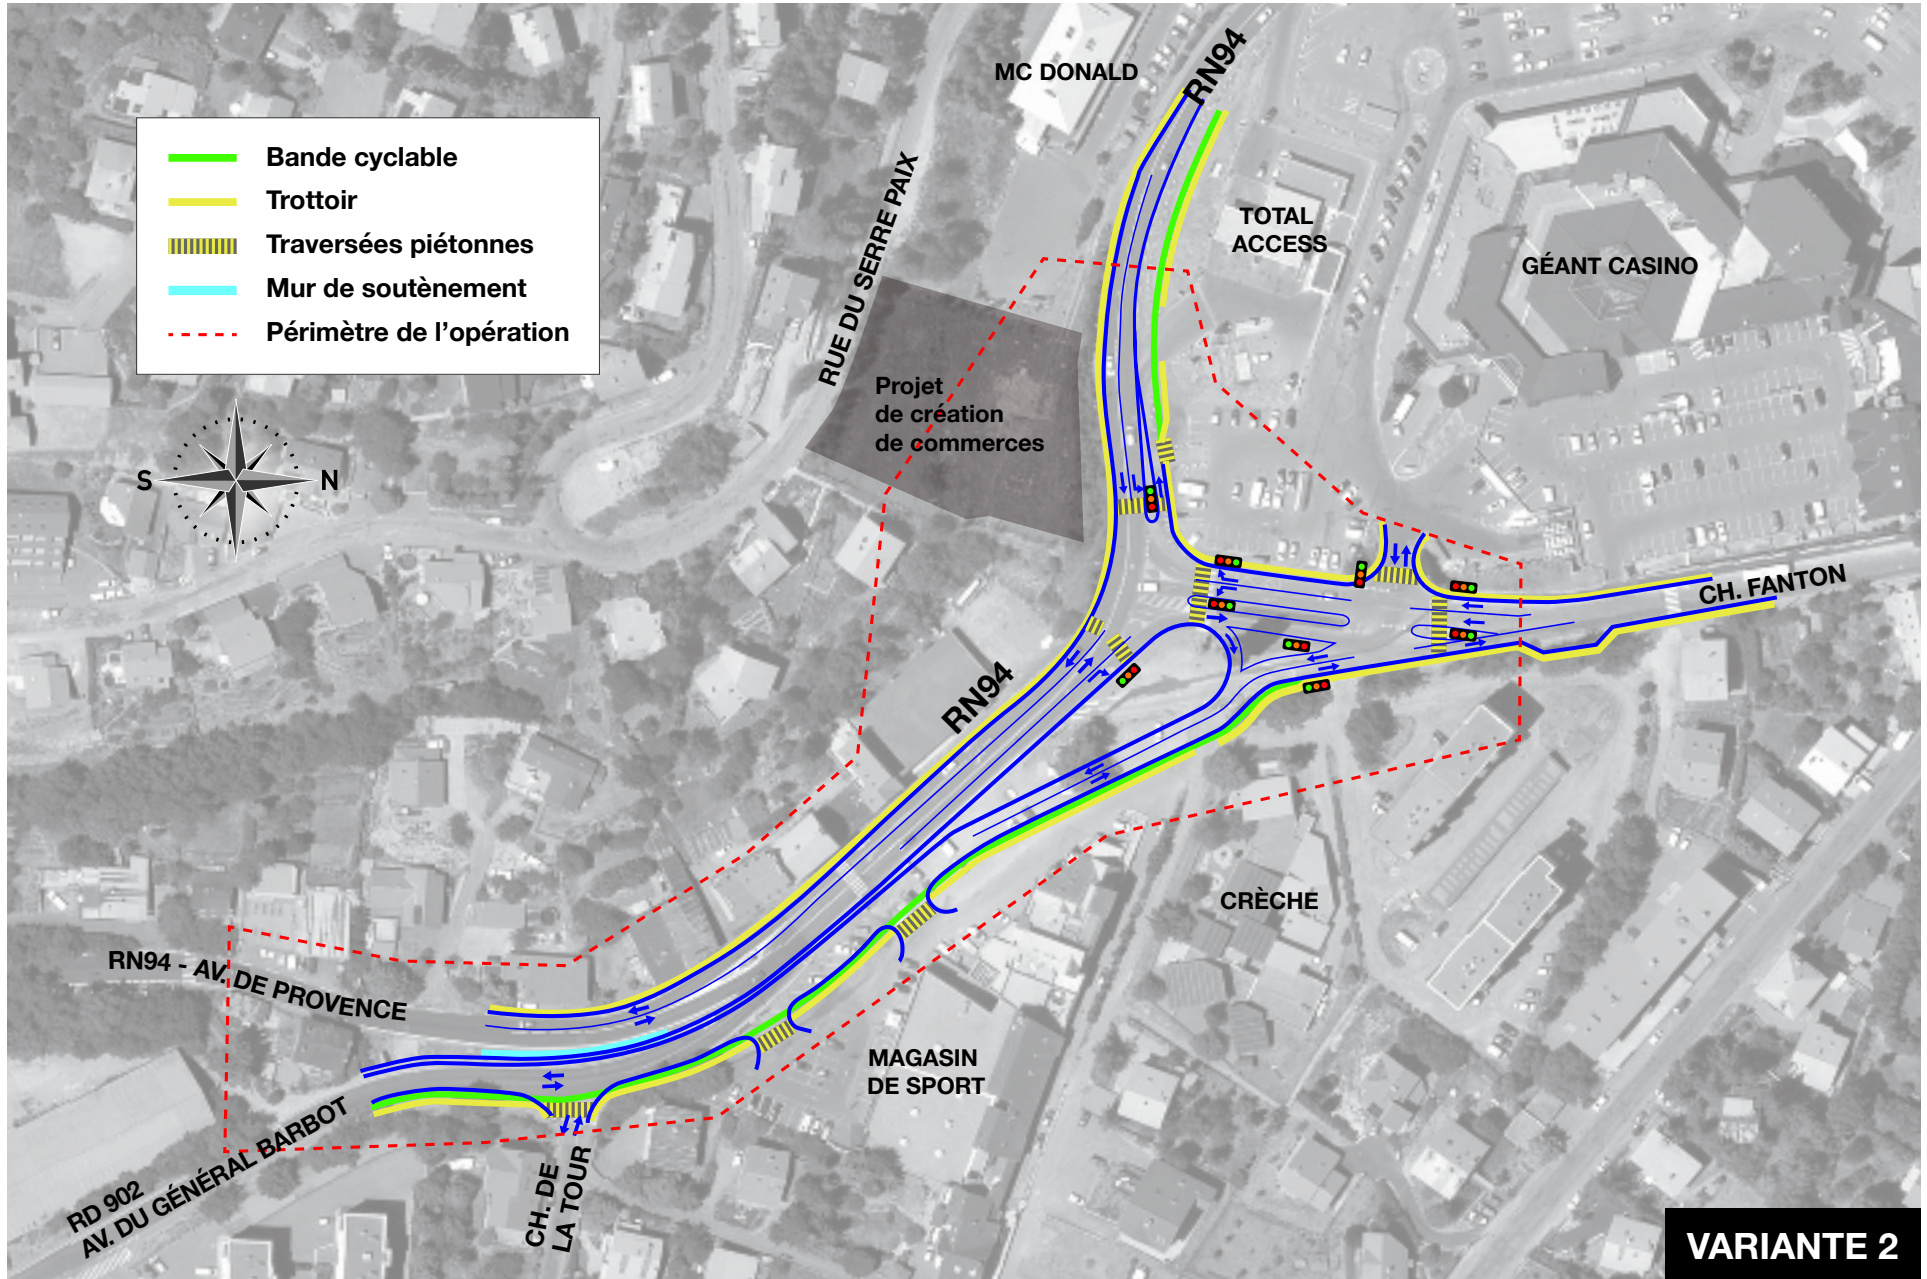 RN94
MC DONALD
Bande cyclable
Trottoir
Traversées piétonnes
Mur de soutènement
Périmètre de l'opération
RUE DU SERRE PAIX
TOTAL
ACCESS
GÉANT CASINO
Projet
de création
de commerces
S
N
CH. FANTON
RN94
CRÈCHE
RN94 - AV. DE PROVENCE
MAGASIN
DE SPORT
RD 902
AV. DU GÉNÉRAL BARBOT
CH. DE
LA TOUR
VARIANTE 2